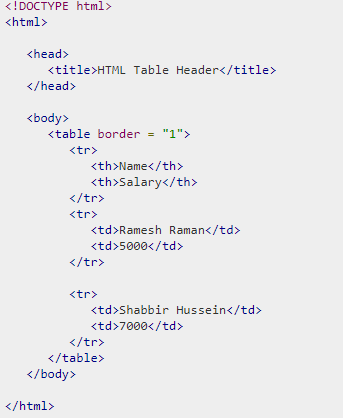 <!DOCTYPE html>
<html>
<head>
<title>HTML Table Header</title>
</head>
<body>
<table border = "1">
<tr>
<th>Name</th>
<th>Salary</th>
</tr>
<tr>
<td>Ramesh Raman</td>
<td>5000</td>
</tr>
<tr>
<td>Shabbir Hussein</td>
<td>7000</td>
</tr>
</table>
</body>
</html>